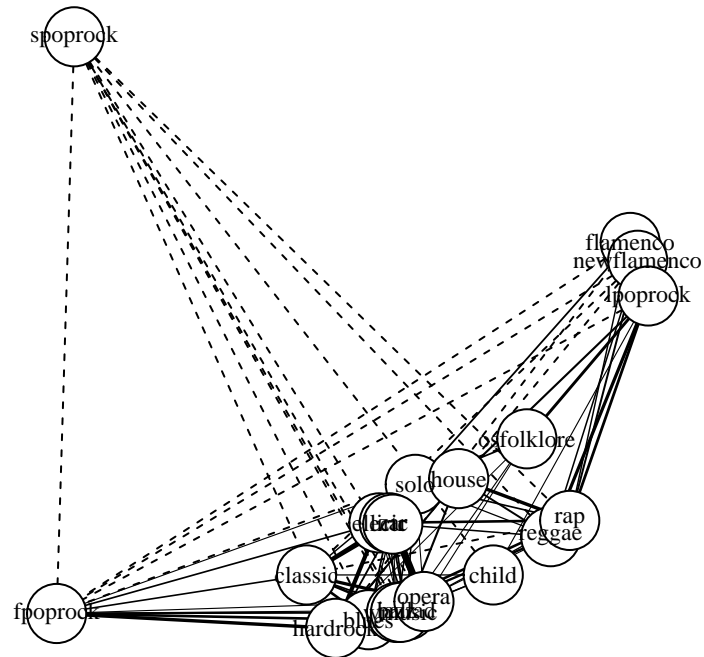 spoprock
flamenco
newflamenco
lpoprock
folklore
solo
house
rap
reggae
classic
child
opera
fpoprock
hardrock
blues